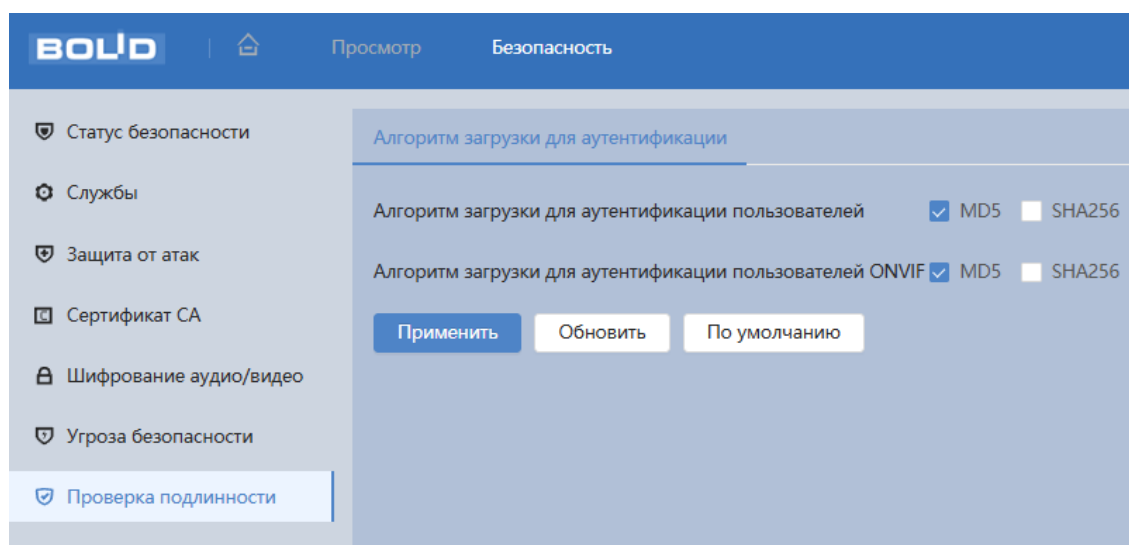 BOLID Просмотр Безопасность
Статус безопасности
Службы
Защита от атак
Сертификат CA
Шифрование аудио/видео
Угроза безопасности
Проверка подлинности
Алгоритм загрузки для аутентификации
Алгоритм загрузки для аутентификации пользователей MD5 SHA256
Алгоритм загрузки для аутентификации пользователей ONVIF MD5 SHA256
Применить Обновить По умолчанию